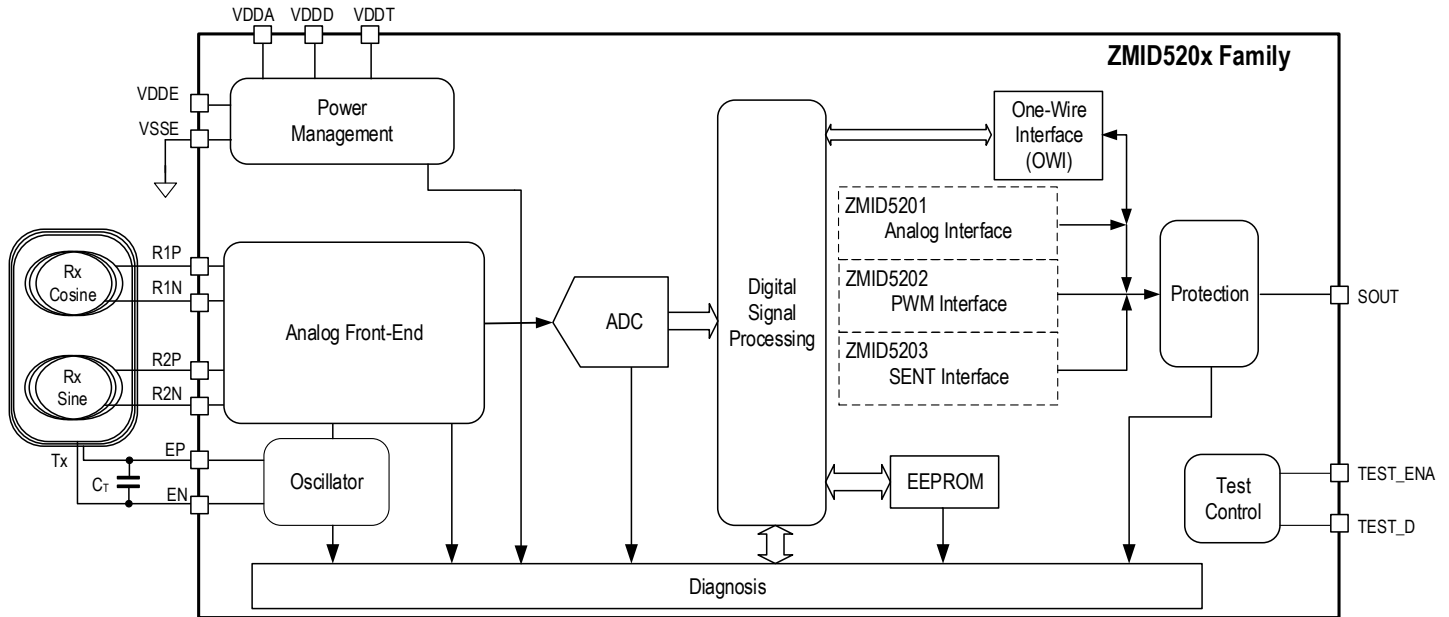 VDDA VDDD VDDT
ZMID520x Family
VDDE
VSSE
Power
Management
One-Wire
Interface
(OWI)
ZMID5201
Analog Interface
ZMID5202
PWM Interface
ZMID5203
SENT Interface
R1P
R1N
R2P
R2N
Rx
Cosine
Rx
Sine
Analog Front-End
ADC
Digital
Signal
Processing
Protection
SOUT
Tx
CT
EP
EN
Oscillator
EEPROM
Test
Control
TEST_ENA
TEST_D
Diagnosis